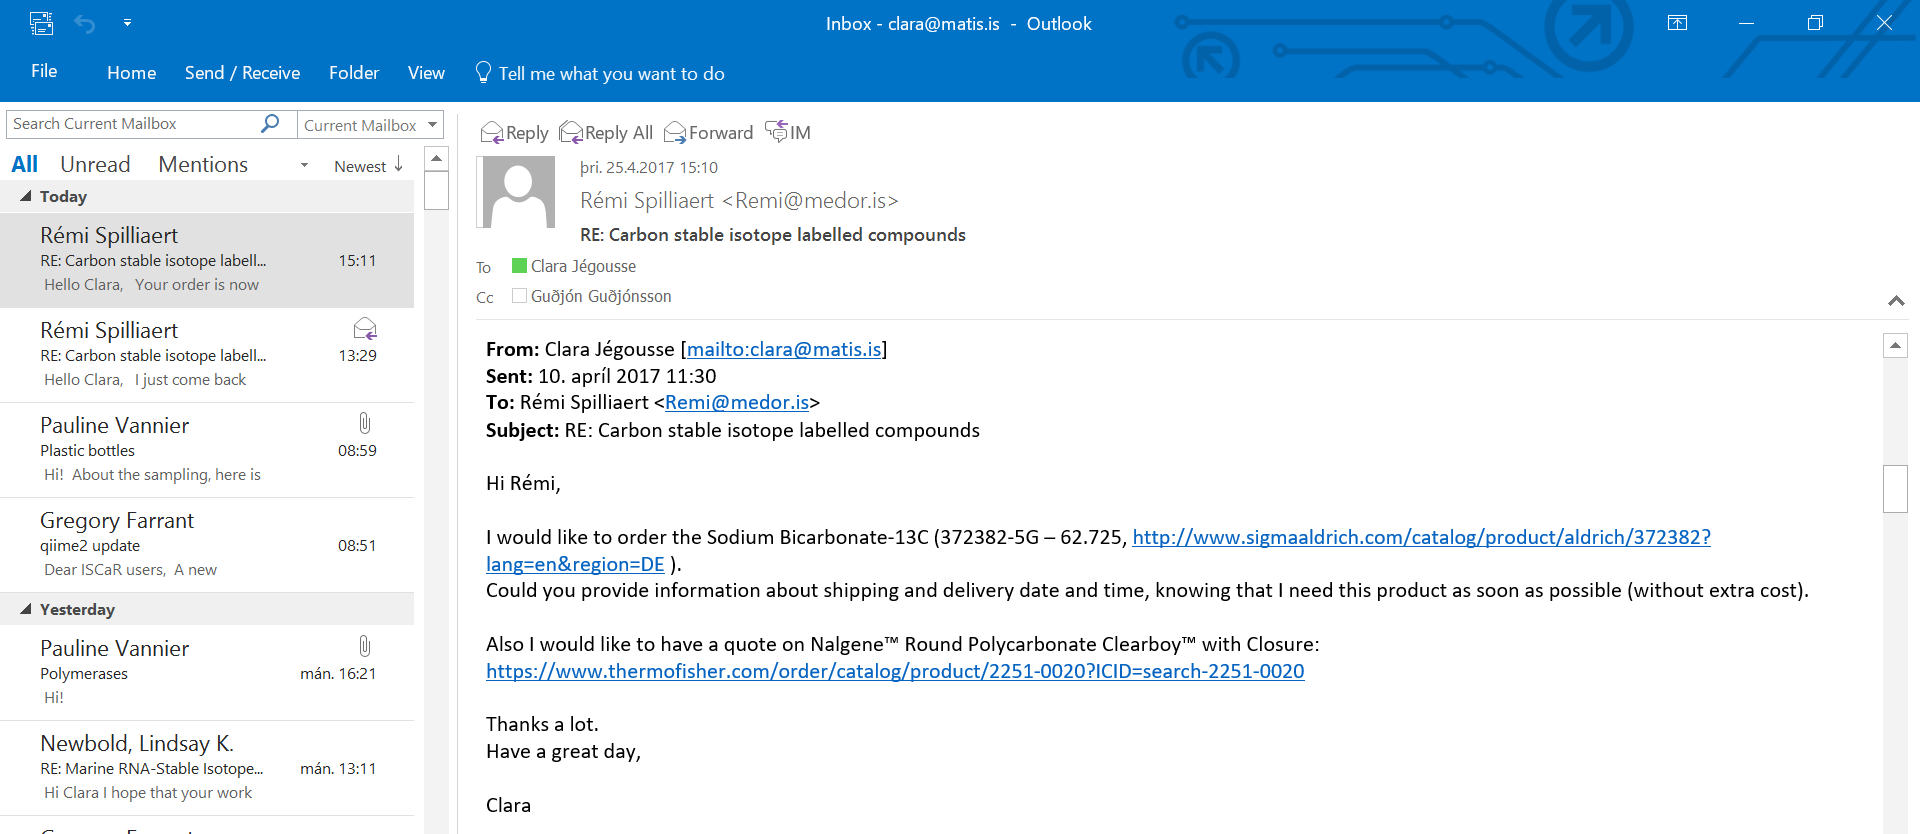 Inbox - clara@matis.is - Outlook
File Home Send / Receive Folder View Tell me what you want to do
Search Current Mailbox Current Mailbox
All Unread Mentions Newest
Today
Rémi Spilliaert
RE: Carbon stable isotope labell... 15:11
Hello Clara, Your order is now
Rémi Spilliaert
RE: Carbon stable isotope labell... 13:29
Hello Clara, I just come back
Pauline Vannier
Plastic bottles 08:59
Hi! About the sampling, here is
Gregory Farrant
qiime2 update 08:51
Dear ISCaR users, A new
Yesterday
Pauline Vannier
Polymerases mán. 16:21
Hi!
Newbold, Lindsay K.
RE: Marine RNA-Stable Isotope... mán. 13:11
Hi Clara I hope that your work
Reply Reply All Forward IM
þri. 25.4.2017 15:10
Rémi Spilliaert <Remi@medor.is>
RE: Carbon stable isotope labelled compounds
To Clara Jégousse
Cc Guðjón Guðjónsson
From: Clara Jégousse [mailto:clara@matis.is]
Sent: 10. apríl 2017 11:30
To: Rémi Spilliaert <Remi@medor.is>
Subject: RE: Carbon stable isotope labelled compounds
Hi Rémi,
I would like to order the Sodium Bicarbonate-13C (372382-5G – 62.725, http://www.sigmaaldrich.com/catalog/product/aldrich/372382?
lang=en&region=DE ).
Could you provide information about shipping and delivery date and time, knowing that I need this product as soon as possible (without extra cost).
Also I would like to have a quote on Nalgene™ Round Polycarbonate Clearboy™ with Closure:
https://www.thermofisher.com/order/catalog/product/2251-0020?ICID=search-2251-0020
Thanks a lot.
Have a great day,
Clara